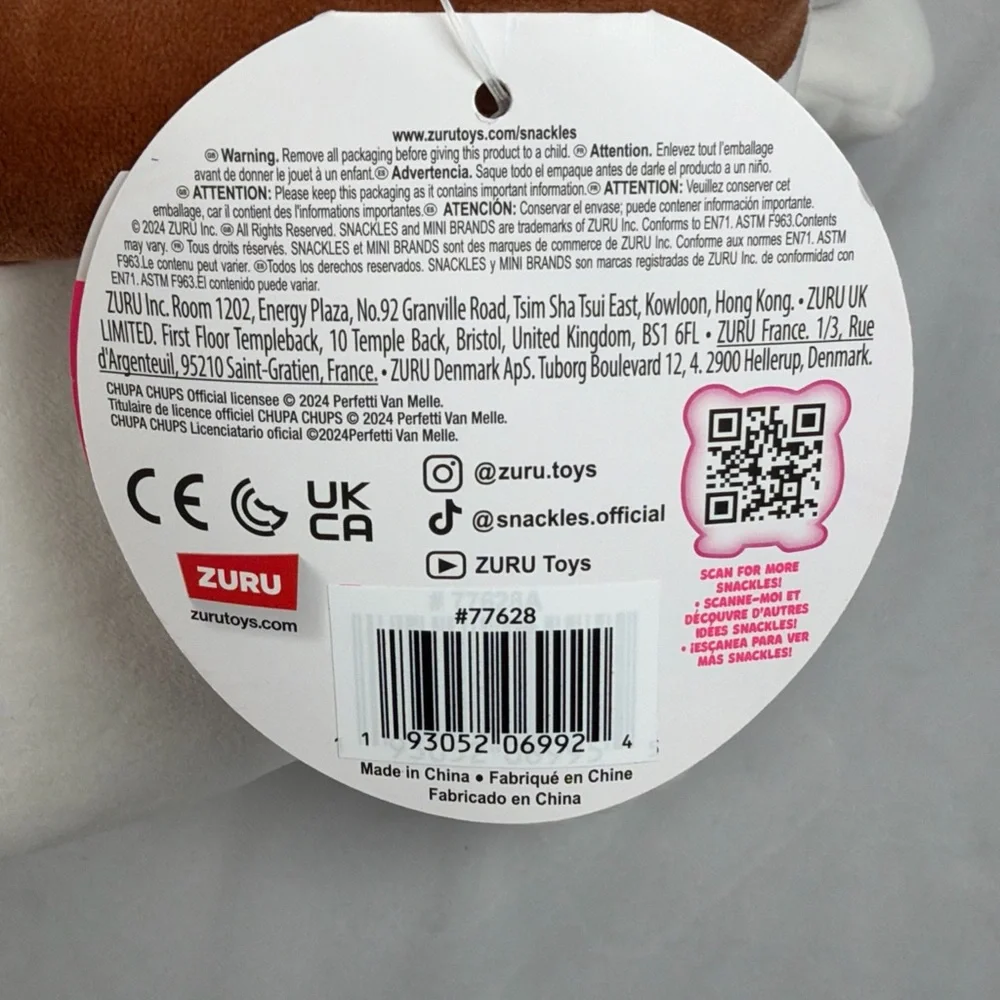 www.zurutoys.com/snackles
GB Warning. Remove all packaging before giving this product to a child. FR Attention. Enlevez tout l'emballage
avant de donner le jouet à un enfant. ES Advertencia. Saque todo el empaque antes de darle el producto a un niño.
GB ATTENTION: Please keep this packaging as it contains important information. FR ATTENTION: Veuillez conserver cet
emballage, car il contient des l'informations importantes. ES ATENCIÓN: Conservar el envase; puede contener información importante.
© 2024 ZURU Inc. GB All Rights Reserved. SNACKLES and MINI BRANDS are trademarks of ZURU Inc. Conforms to EN71. ASTM F963.Contents
may vary. FR Tous droits réservés. SNACKLES et MINI BRANDS sont des marques de commerce de ZURU Inc. Conforme aux normes EN71. ASTM
F963.Le contenu peut varier. ES Todos los derechos reservados. SNACKLES y MINI BRANDS son marcas registradas de ZURU Inc. de conformidad con
EN71. ASTM F963.El contenido puede variar.
ZURU Inc. Room 1202, Energy Plaza, No.92 Granville Road, Tsim Sha Tsui East, Kowloon, Hong Kong. • ZURU UK
LIMITED. First Floor Templeback, 10 Temple Back, Bristol, United Kingdom, BS1 6FL • ZURU France. 1/3, Rue
d'Argenteuil, 95210 Saint-Gratien, France. • ZURU Denmark ApS. Tuborg Boulevard 12, 4. 2900 Hellerup, Denmark.
CHUPA CHUPS Official licensee © 2024 Perfetti Van Melle.
Titulaire de licence officiel CHUPA CHUPS © 2024 Perfetti Van Melle.
CHUPA CHUPS Licenciatario oficial ©2024Perfetti Van Melle.
CE
UK
CA
@zuru.toys
@snackles.official
ZURU Toys
ZURU
zurutoys.com
SCAN FOR MORE
SNACKLES!
• SCANNE-MOI ET
DÉCOUVRE D'AUTRES
IDÉES SNACKLES!
• ¡ESCANEA PARA VER
MÁS SNACKLES!
#77628
1 93052 06992 4
Made in China • Fabriqué en Chine
Fabricado en China